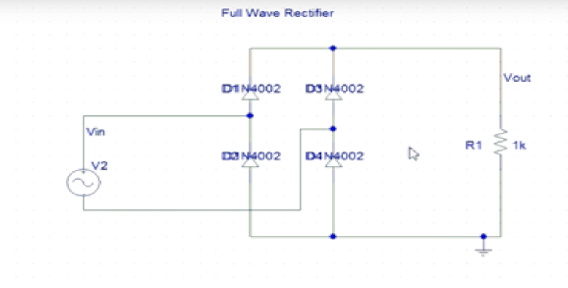 Full Wave Rectifier
D1N4002 D3N4002
Vout
Vin
R1 1k
D2N4002 D4N4002
V2